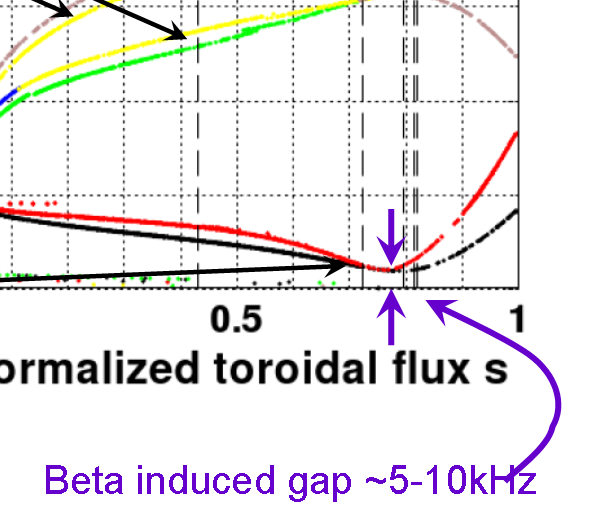 0.5 1
ormalized toroidal flux s
Beta induced gap ~5-10kHz